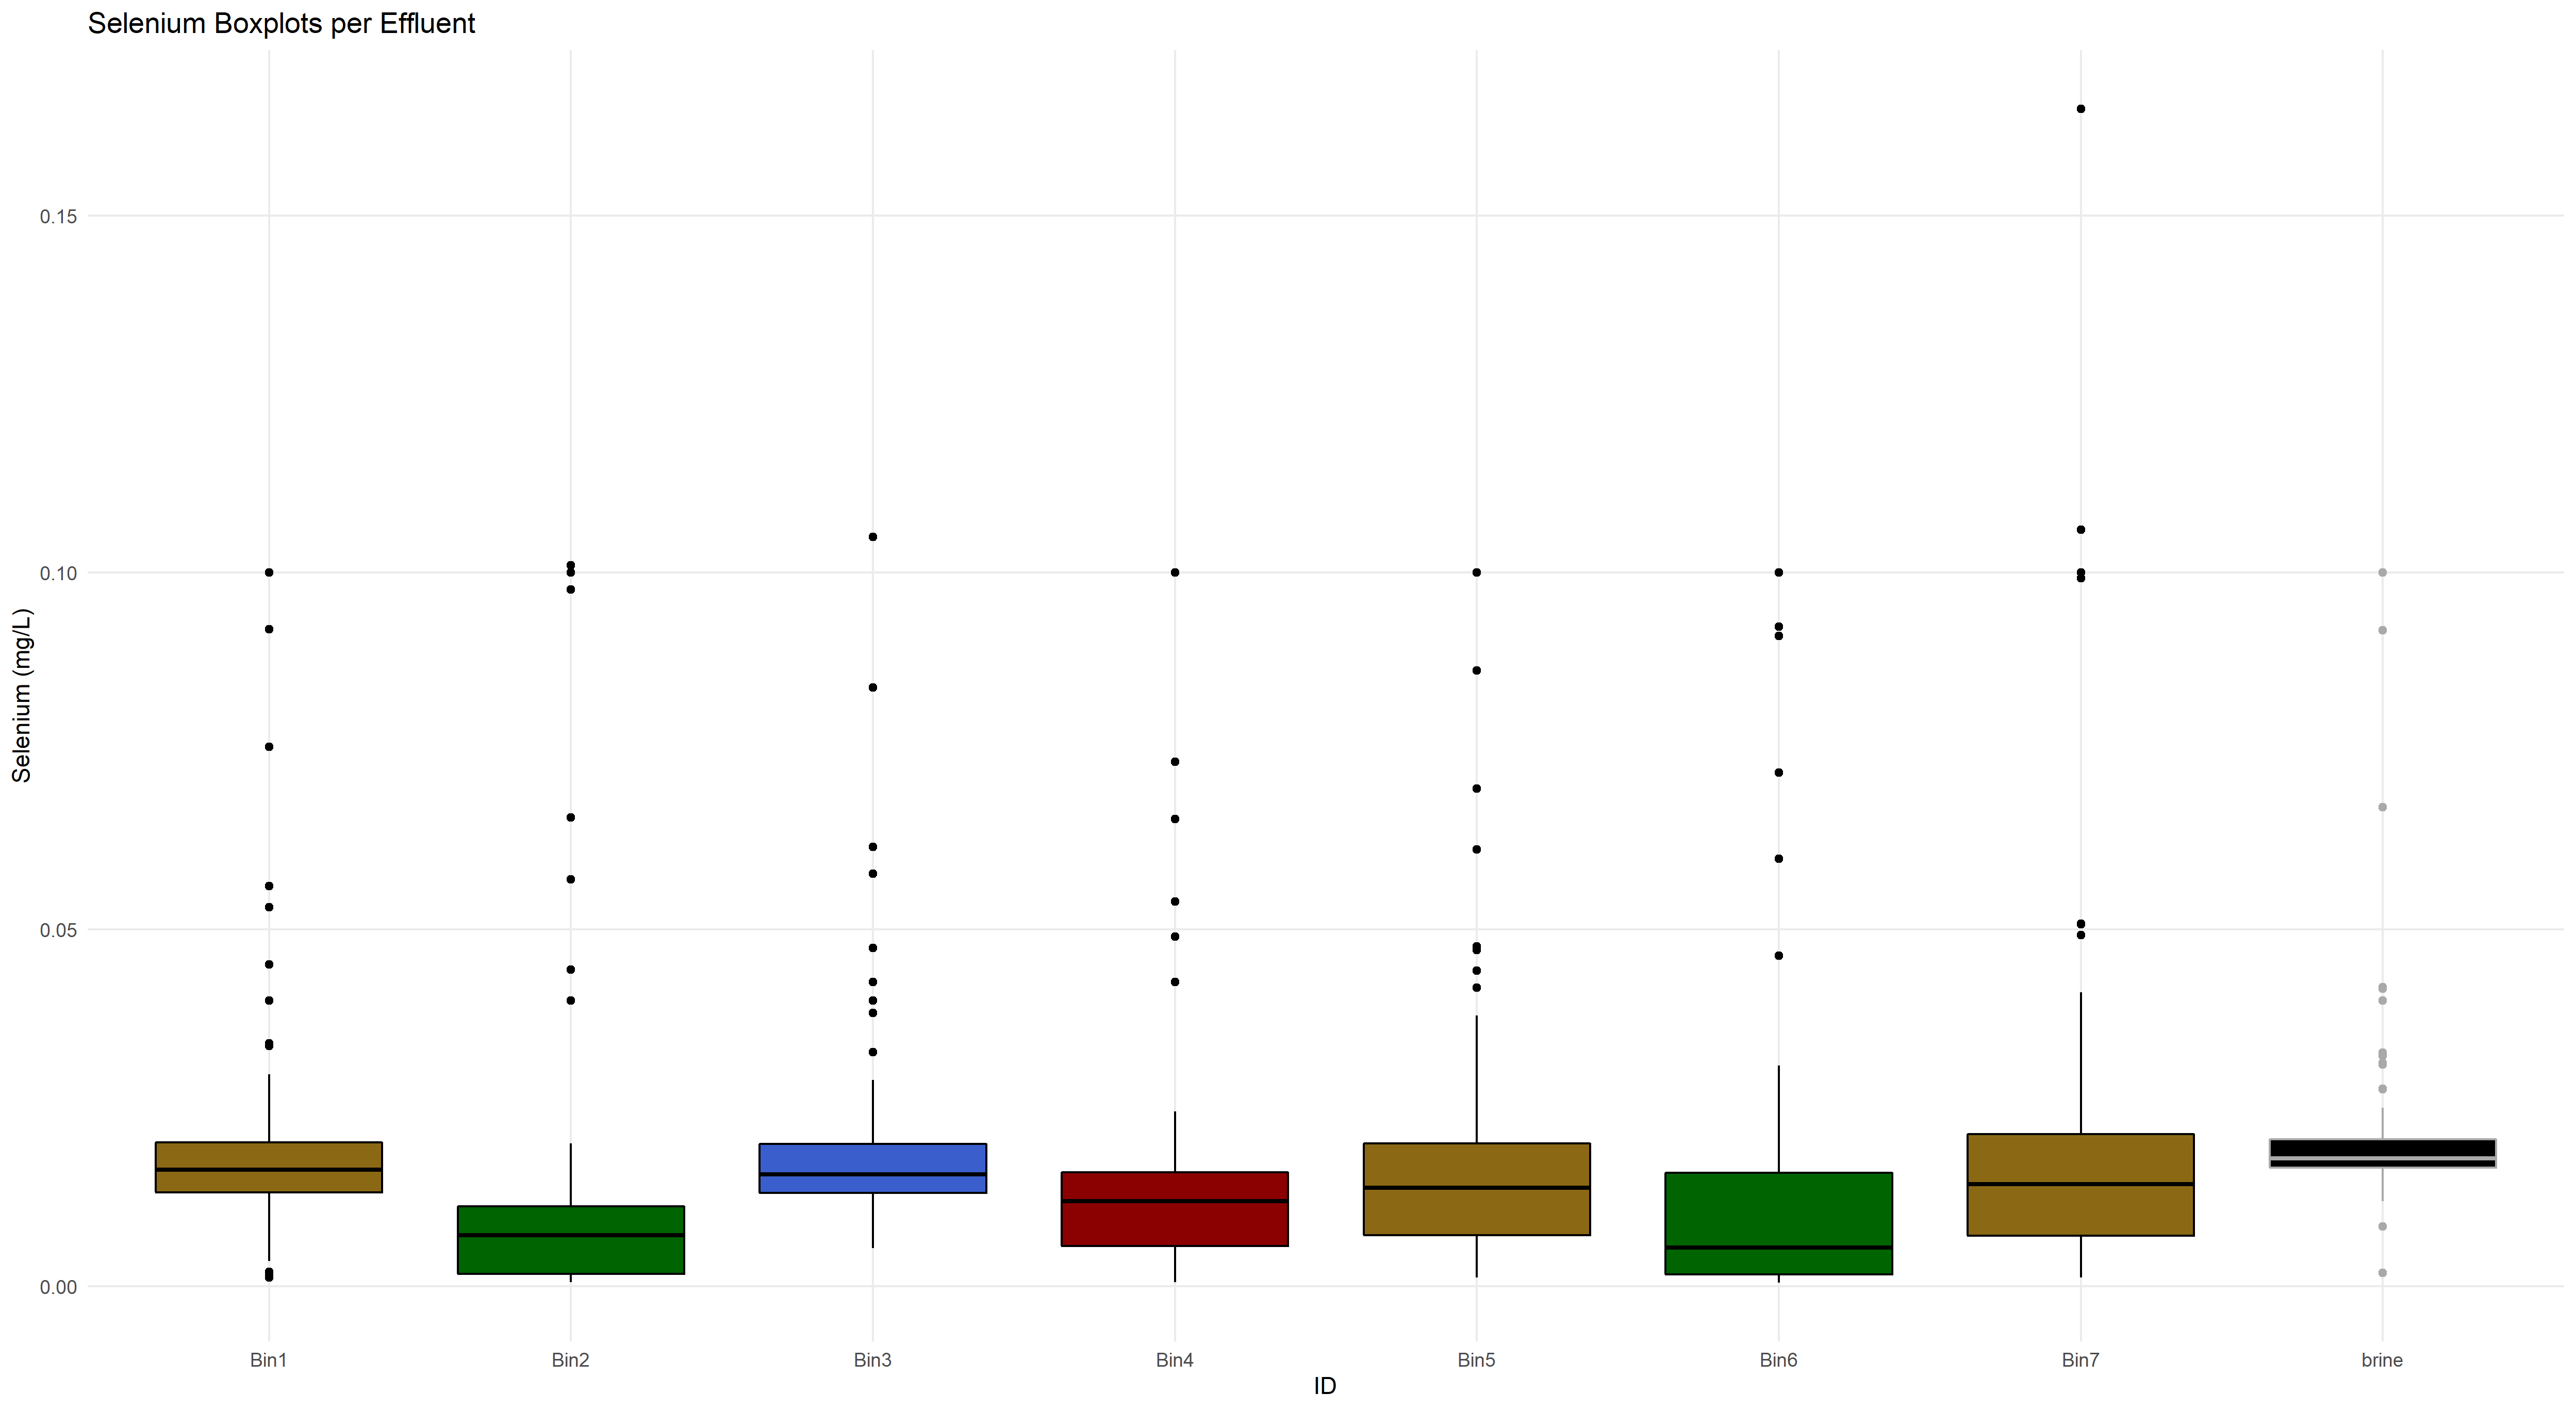 Selenium Boxplots per Effluent
0.15
0.10
0.05
0.00
Selenium (mg/L)
Bin1 Bin2 Bin3 Bin4 Bin5 Bin6 Bin7 brine
ID